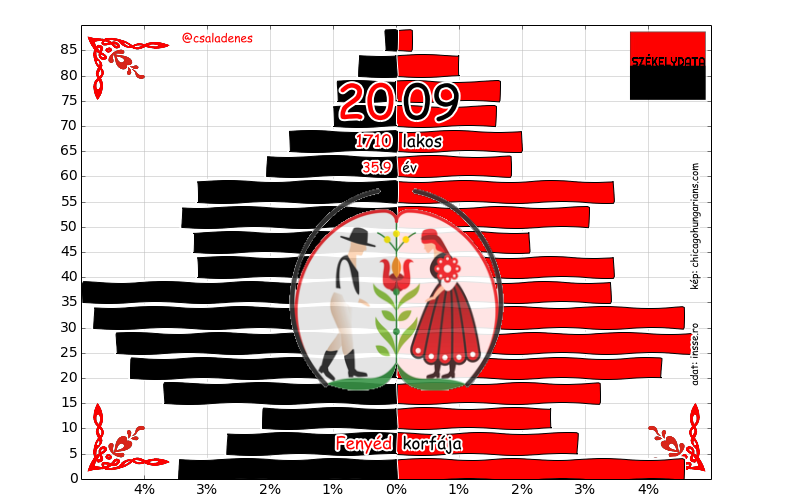 @csaladenes
SZÉKELYDATA
2009
1710 lakos
35.9 év
kép: chicagohungarians.com
adat: insse.ro
Fenyéd korfája
85
80
75
70
65
60
55
50
45
40
35
30
25
20
15
10
5
0
4% 3% 2% 1% 0% 1% 2% 3% 4%